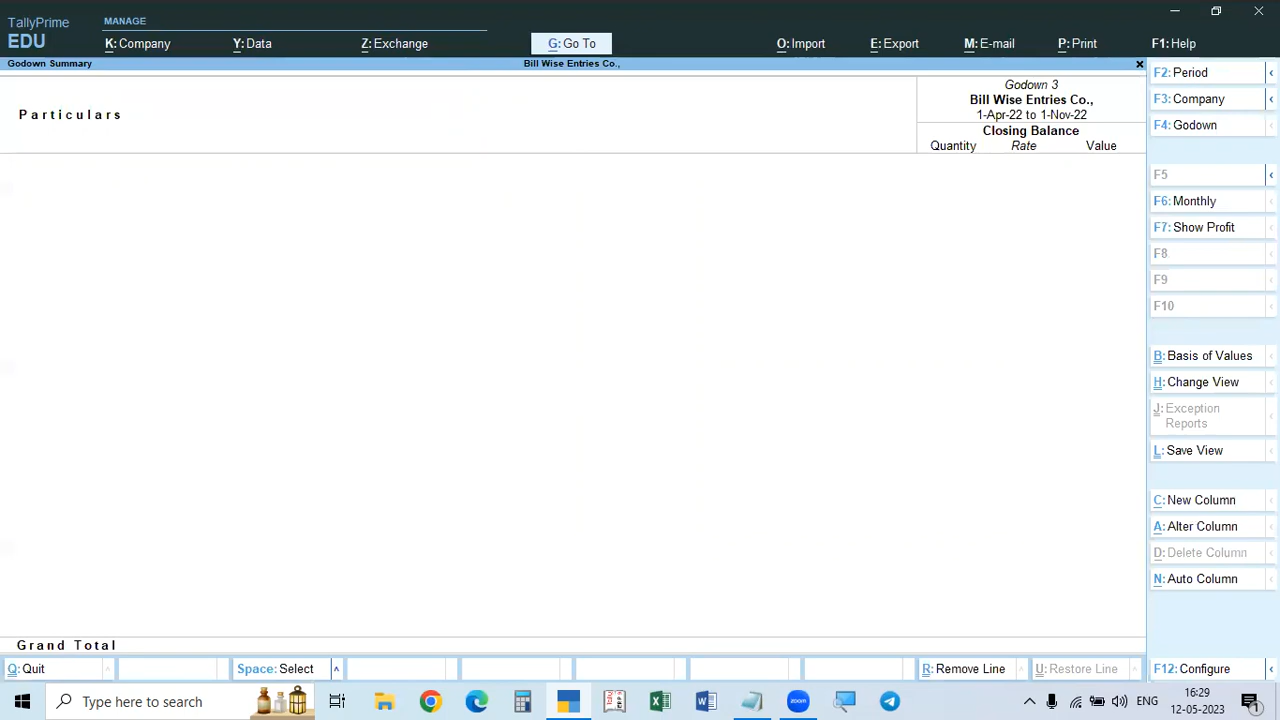 TallyPrime
EDU
MANAGE
K: Company
Y: Data
Z: Exchange
G: Go To
O: Import
E: Export
M: E-mail
P: Print
F1: Help
Godown Summary
Bill Wise Entries Co.,
Particulars
Godown 3
Bill Wise Entries Co.,
1-Apr-22 to 1-Nov-22
Closing Balance
Quantity Rate Value
F2: Period
F3: Company
F4: Godown
F5
F6: Monthly
F7: Show Profit
F8
F9
F10
B: Basis of Values
H: Change View
J: Exception
Reports
L: Save View
C: New Column
A: Alter Column
D: Delete Column
N: Auto Column
Grand Total
Q: Quit
Space: Select
R: Remove Line
U: Restore Line
F12: Configure
Type here to search
zoom
ENG
16:29
12-05-2023
1